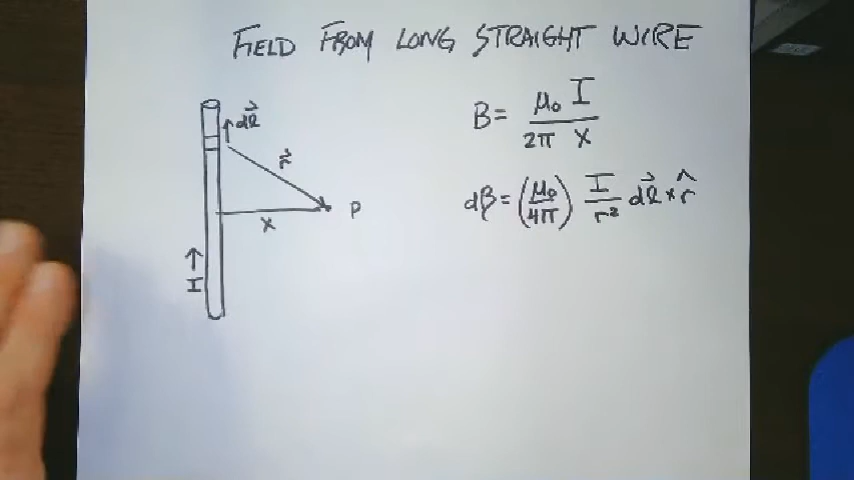 FIELD FROM LONG STRAIGHT WIRE
B = μ₀ I / 2π x
dB = (μ₀/4π) I/r² dl⃗ × r̂
dl⃗
r⃗
P
x
I